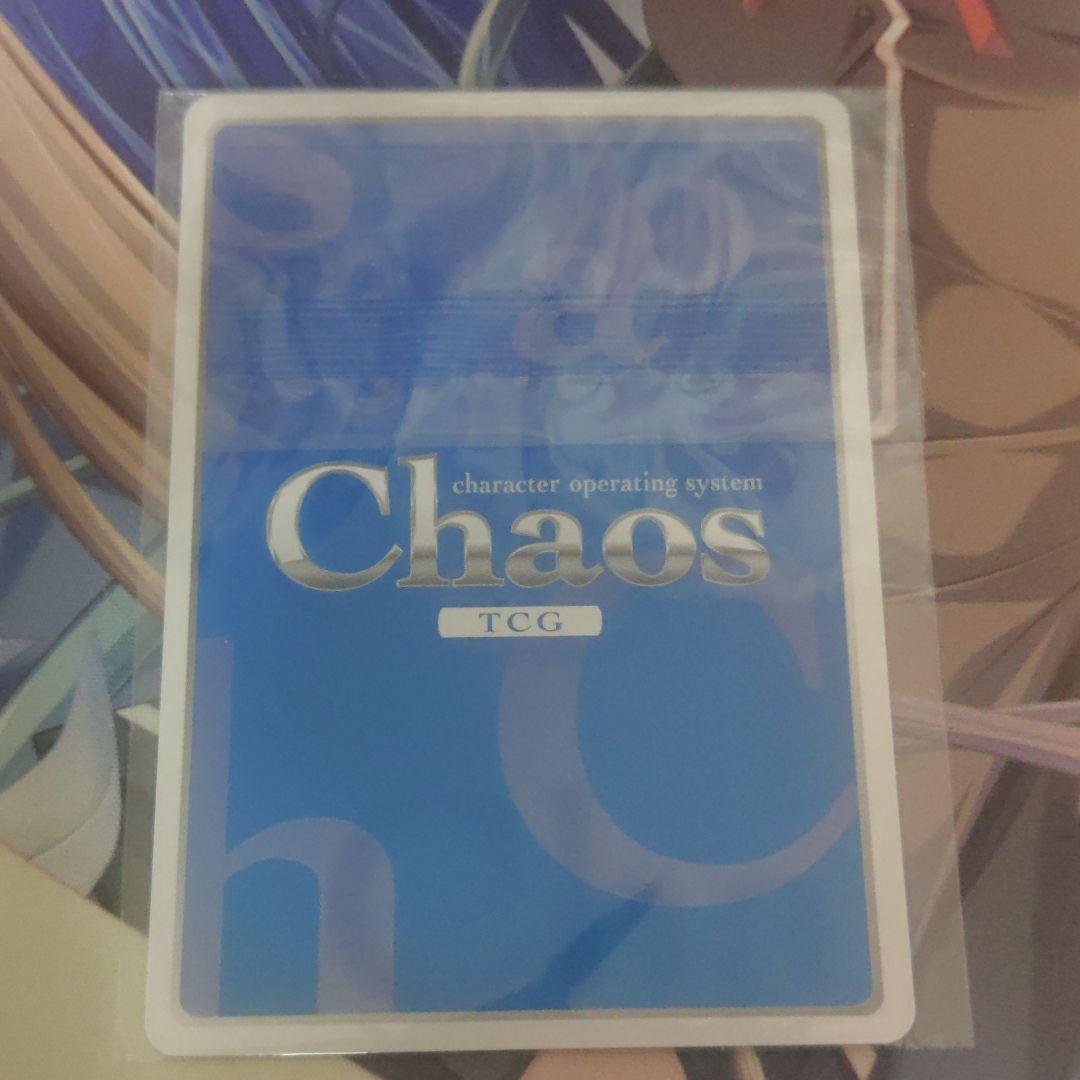 character operating system
Chaos
TCG